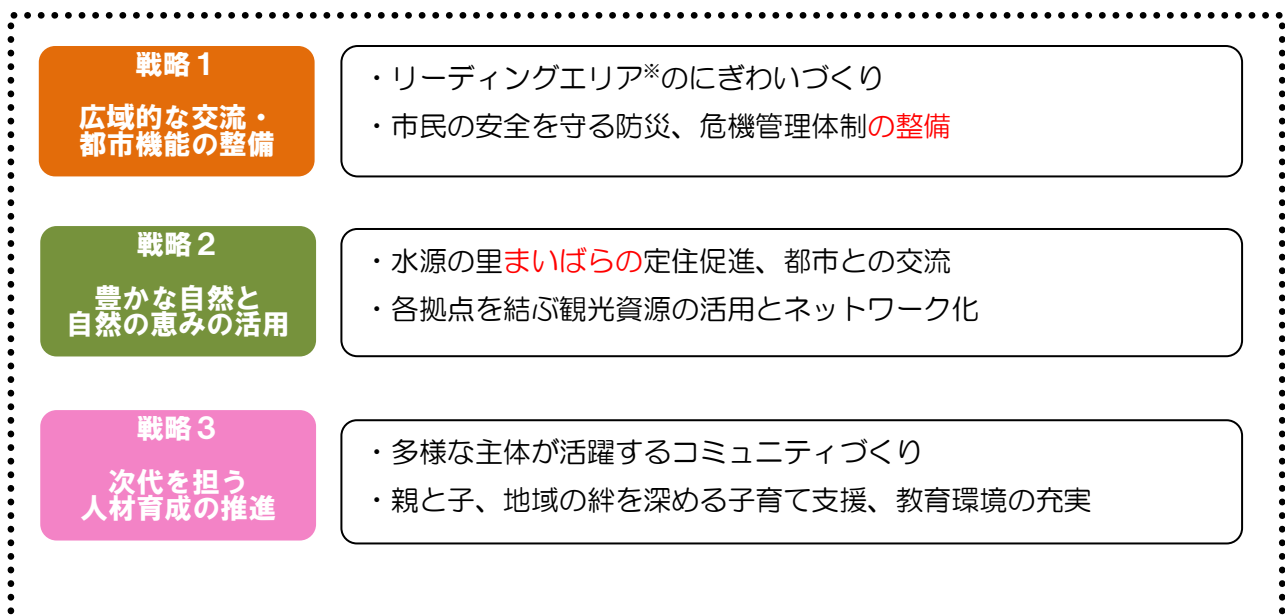 戦略1
広域的な交流・
都市機能の整備
・リーディングエリア※のにぎわいづくり
・市民の安全を守る防災、危機管理体制の整備
戦略2
豊かな自然と
自然の恵みの活用
・水源の里まいばらの定住促進、都市との交流
・各拠点を結ぶ観光資源の活用とネットワーク化
戦略3
次代を担う
人材育成の推進
・多様な主体が活躍するコミュニティづくり
・親と子、地域の絆を深める子育て支援、教育環境の充実